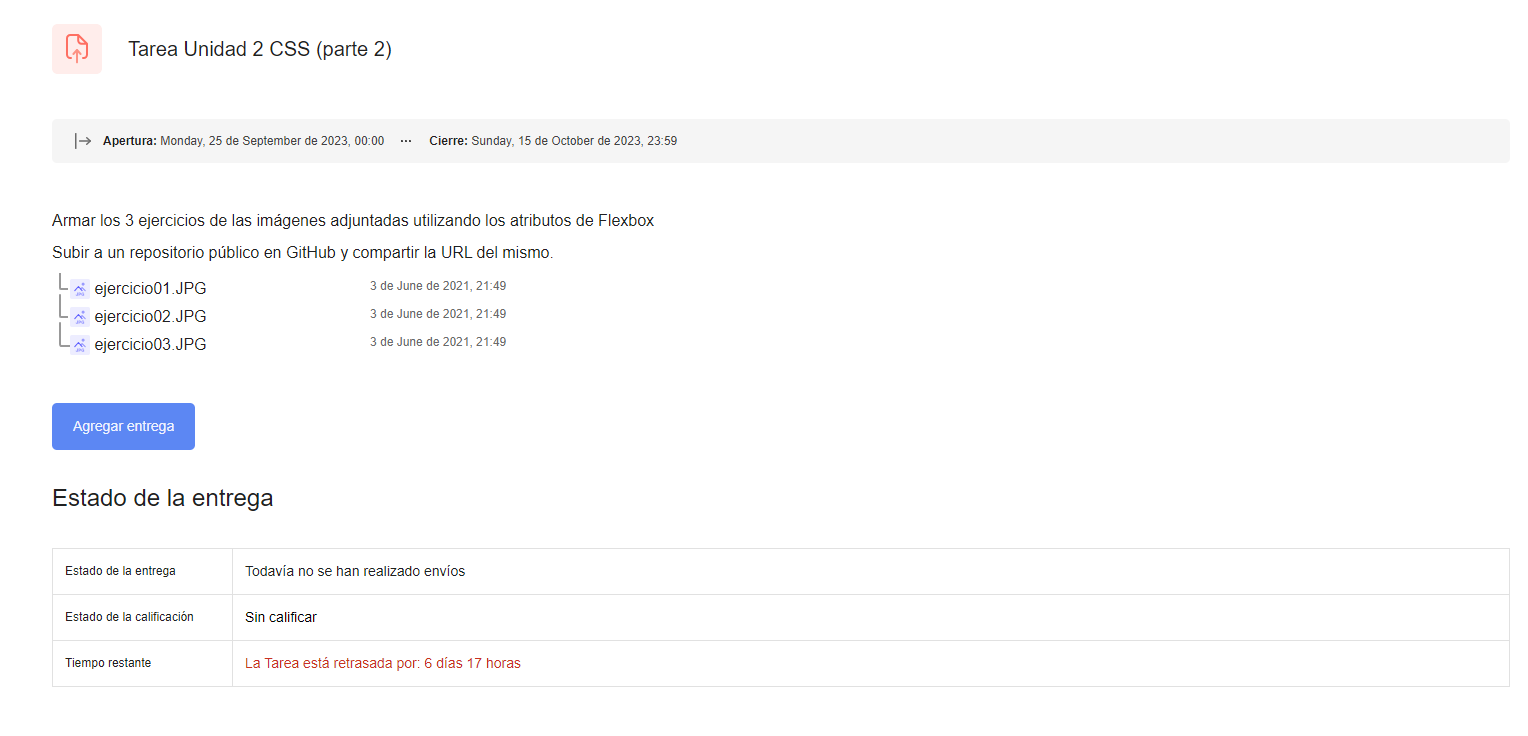 Tarea Unidad 2 CSS (parte 2)
Apertura: Monday, 25 de September de 2023, 00:00 ... Cierre: Sunday, 15 de October de 2023, 23:59
Armar los 3 ejercicios de las imágenes adjuntadas utilizando los atributos de Flexbox
Subir a un repositorio público en GitHub y compartir la URL del mismo.
ejercicio01.JPG 3 de June de 2021, 21:49
ejercicio02.JPG 3 de June de 2021, 21:49
ejercicio03.JPG 3 de June de 2021, 21:49
Agregar entrega
Estado de la entrega
Estado de la entrega Todavía no se han realizado envíos
Estado de la calificación Sin calificar
Tiempo restante La Tarea está retrasada por: 6 días 17 horas